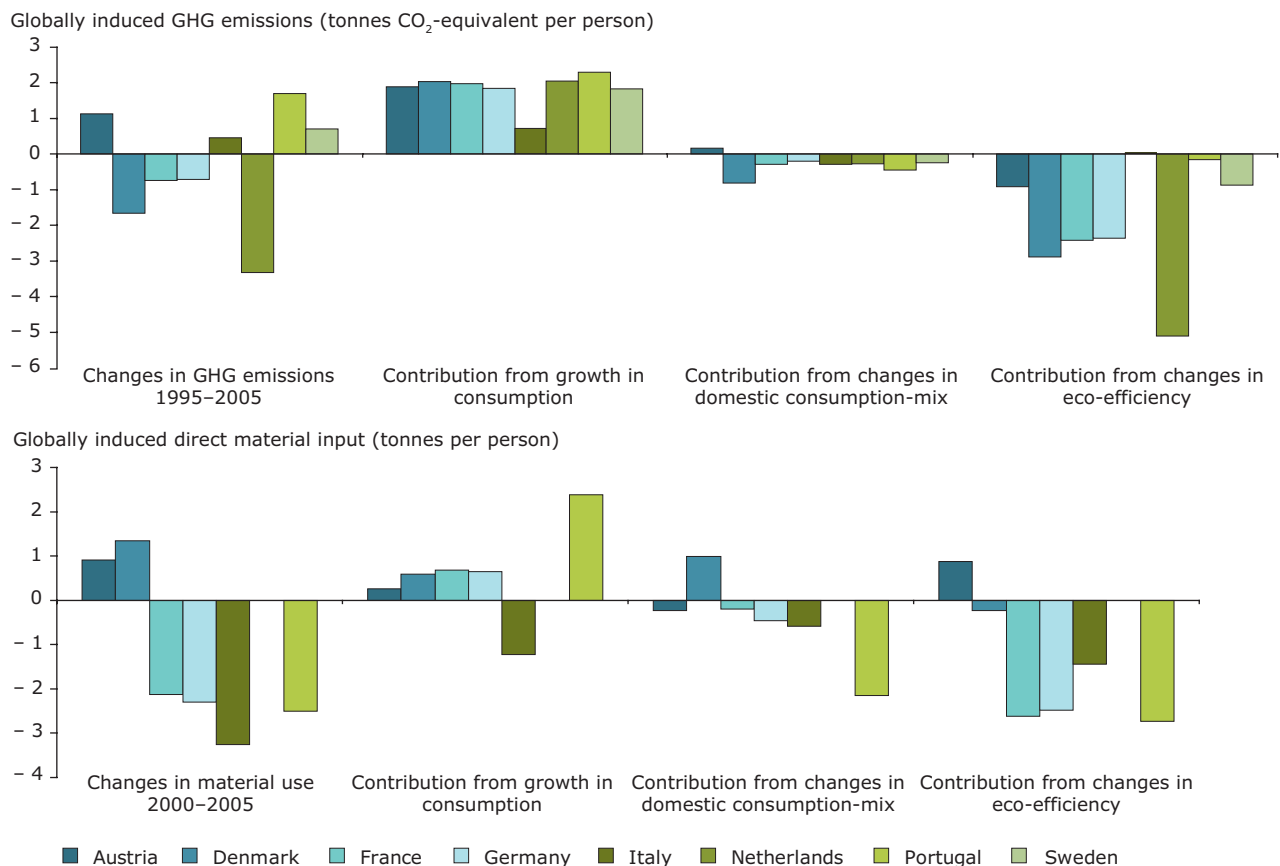 Globally induced GHG emissions (tonnes CO₂-equivalent per person)
3
2
1
0
– 1
– 2
– 3
– 4
– 5
– 6
Changes in GHG emissions
1995–2005
Contribution from growth in
consumption
Contribution from changes in
domestic consumption-mix
Contribution from changes in
eco-efficiency
Globally induced direct material input (tonnes per person)
3
2
1
0
– 1
– 2
– 3
– 4
Changes in material use
2000–2005
Contribution from growth in
consumption
Contribution from changes in
domestic consumption-mix
Contribution from changes in
eco-efficiency
Austria Denmark France Germany Italy Netherlands Portugal Sweden